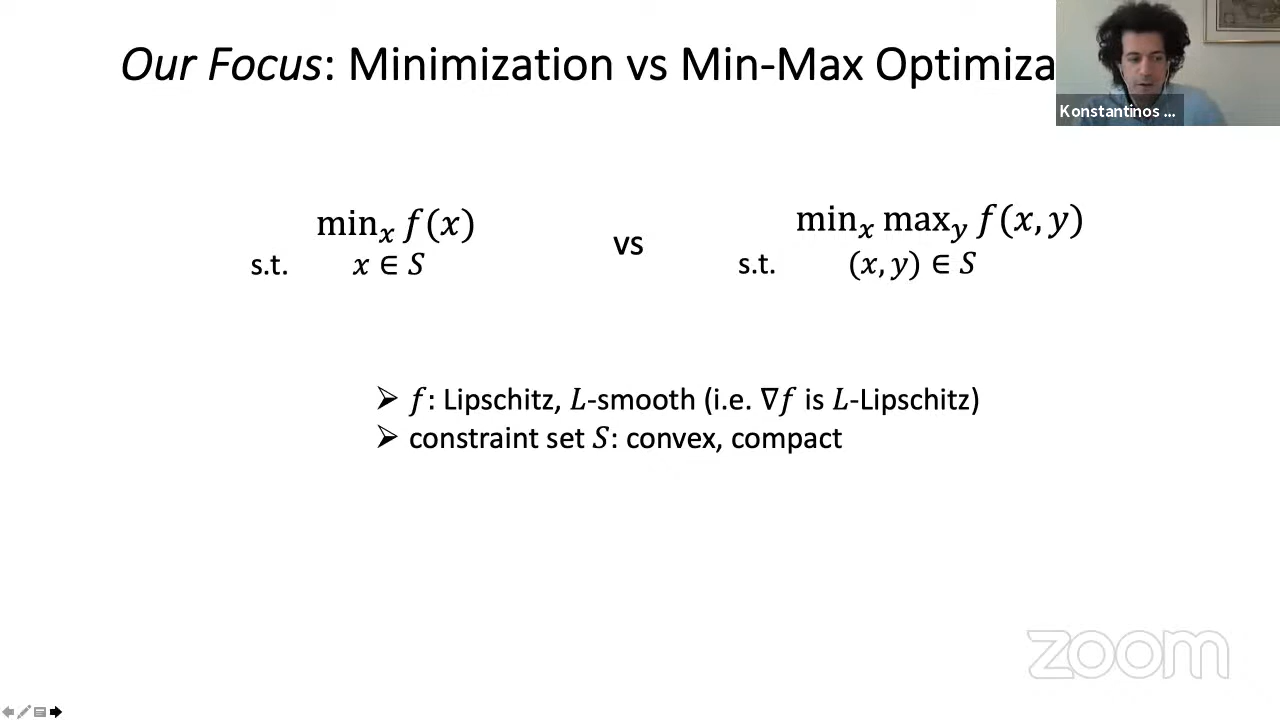 Our Focus: Minimization vs Min-Max Optimiza
Konstantinos ...
min_x f(x)
s.t. x ∈ S
vs
min_x max_y f(x, y)
s.t. (x, y) ∈ S
➢ f: Lipschitz, L-smooth (i.e. ∇f is L-Lipschitz)
➢ constraint set S: convex, compact
zoom